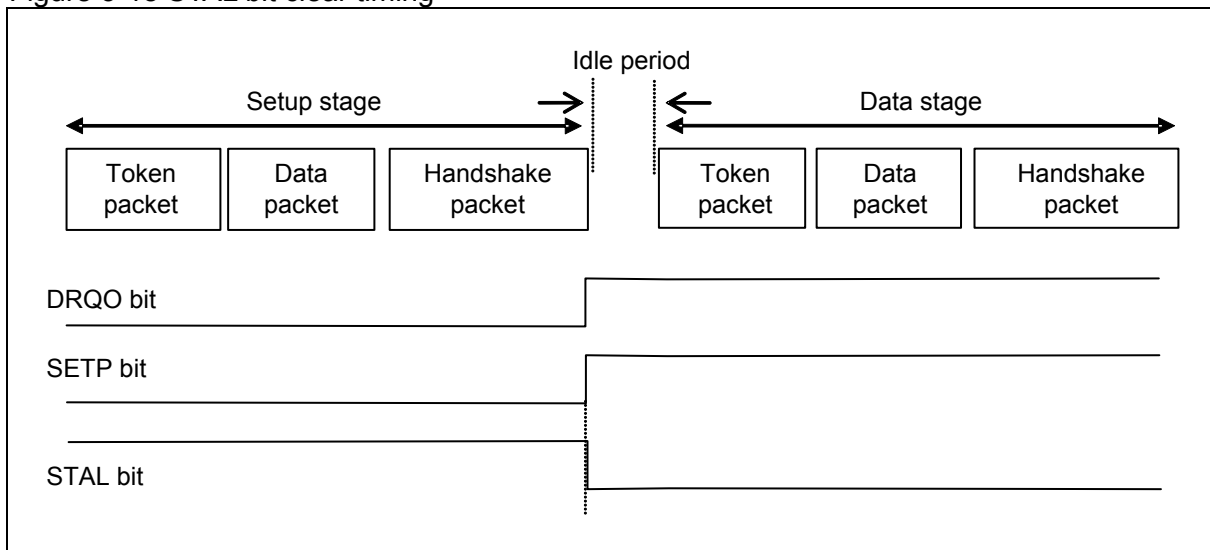 Idle period
Setup stage
Data stage
Token packet
Data packet
Handshake packet
Token packet
Data packet
Handshake packet
DRQO bit
SETP bit
STAL bit